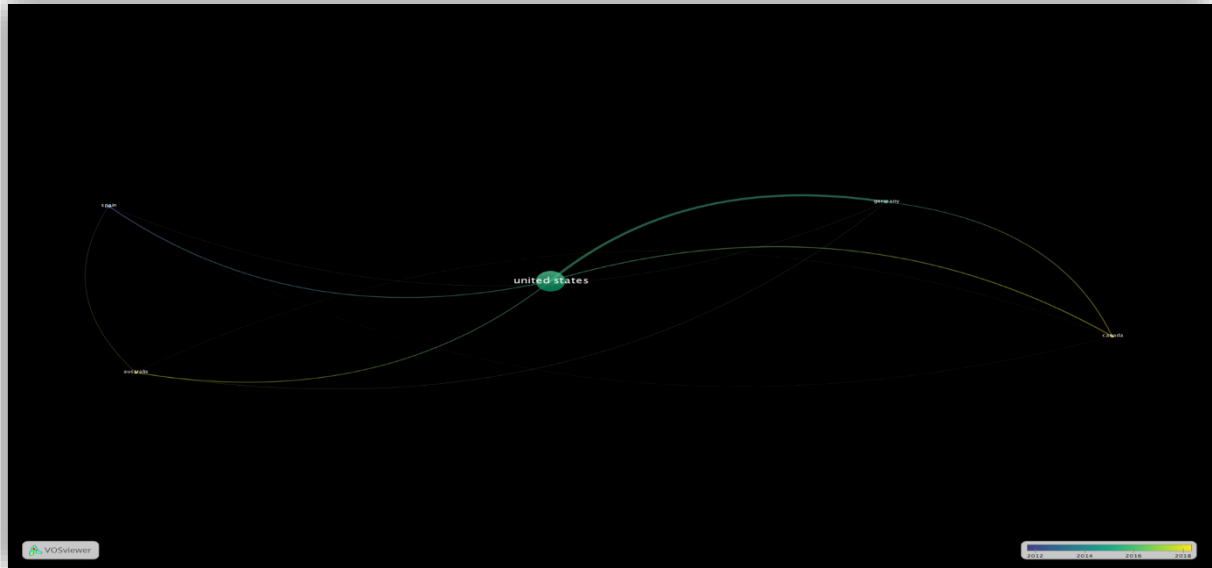 spain
germany
united states
canada
australia
VOSviewer
2012 2014 2016 2018